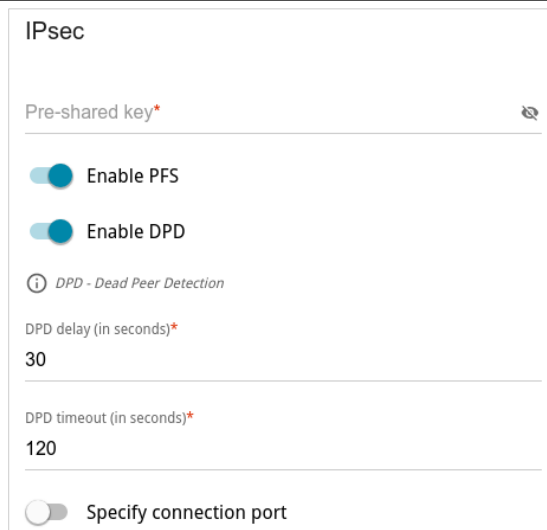 IPsec
Pre-shared key*
Enable PFS
Enable DPD
DPD - Dead Peer Detection
DPD delay (in seconds)*
30
DPD timeout (in seconds)*
120
Specify connection port